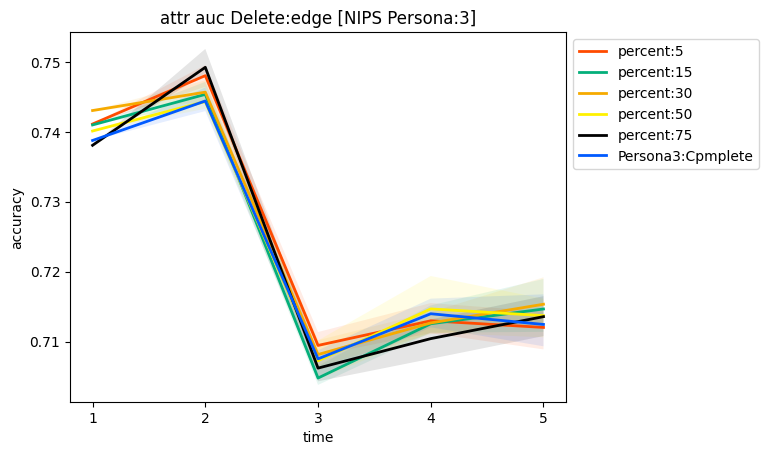 attr auc Delete:edge [NIPS Persona:3]
percent:5
percent:15
percent:30
percent:50
percent:75
Persona3:Cpmplete
accuracy
0.75
0.74
0.73
0.72
0.71
1 2 3 4 5
time